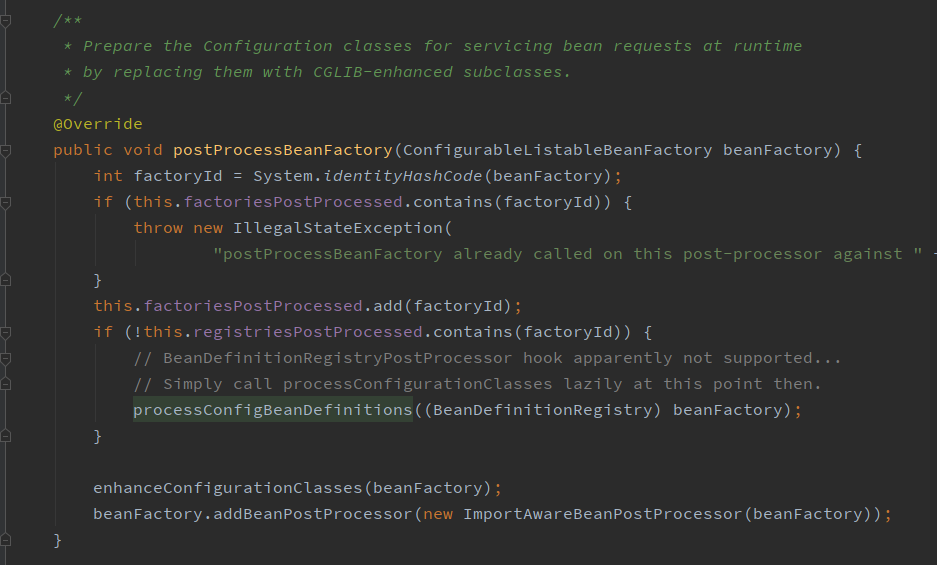 /**
* Prepare the Configuration classes for servicing bean requests at runtime
* by replacing them with CGLIB-enhanced subclasses.
*/
@Override
public void postProcessBeanFactory(ConfigurableListableBeanFactory beanFactory) {
int factoryId = System.identityHashCode(beanFactory);
if (this.factoriesPostProcessed.contains(factoryId)) {
throw new IllegalStateException(
"postProcessBeanFactory already called on this post-processor against " +
}
this.factoriesPostProcessed.add(factoryId);
if (!this.registriesPostProcessed.contains(factoryId)) {
// BeanDefinitionRegistryPostProcessor hook apparently not supported...
// Simply call processConfigurationClasses lazily at this point then.
processConfigBeanDefinitions((BeanDefinitionRegistry) beanFactory);
}
enhanceConfigurationClasses(beanFactory);
beanFactory.addBeanPostProcessor(new ImportAwareBeanPostProcessor(beanFactory));
}